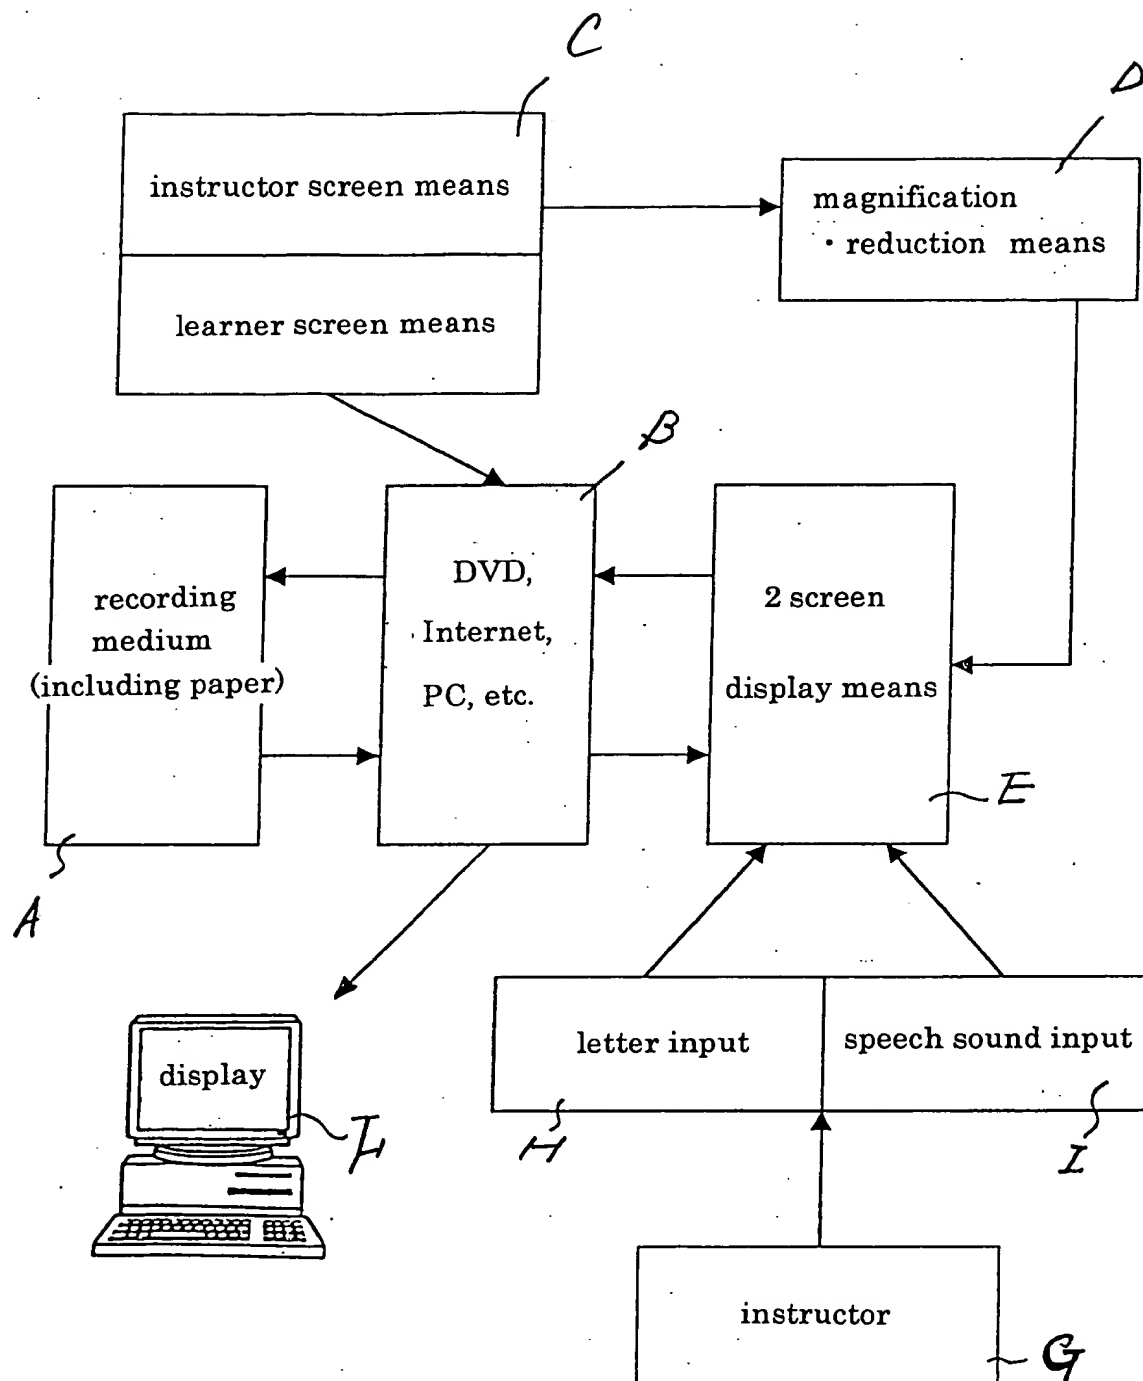 C
D
instructor screen means
magnification
・reduction means
learner screen means
B
recording
medium
(including paper)
DVD,
Internet,
PC, etc.
2 screen
display means
E
A
display
letter input
speech sound input
H
I
instructor
G